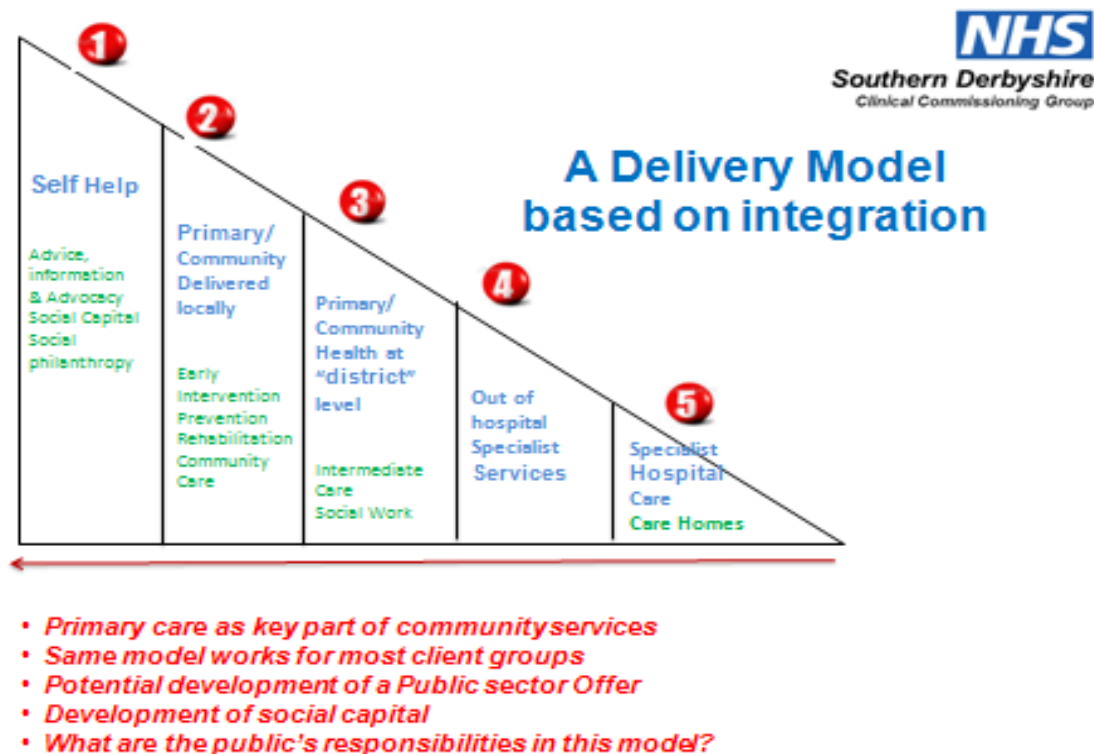 NHS
Southern Derbyshire
Clinical Commissioning Group
A Delivery Model
based on integration
1
Self Help
Advice,
information
& Advocacy
Social Capital
Social
philanthropy
2
Primary/
Community
Delivered
locally
Early
Intervention
Prevention
Rehabilitation
Community
Care
3
Primary/
Community
Health at
"district"
level
Intermediate
Care
Social Work
4
Out of
hospital
Specialist
Services
5
Specialist
Hospital
Care
Care Homes
• Primary care as key part of community services
• Same model works for most client groups
• Potential development of a Public sector Offer
• Development of social capital
• What are the public's responsibilities in this model?